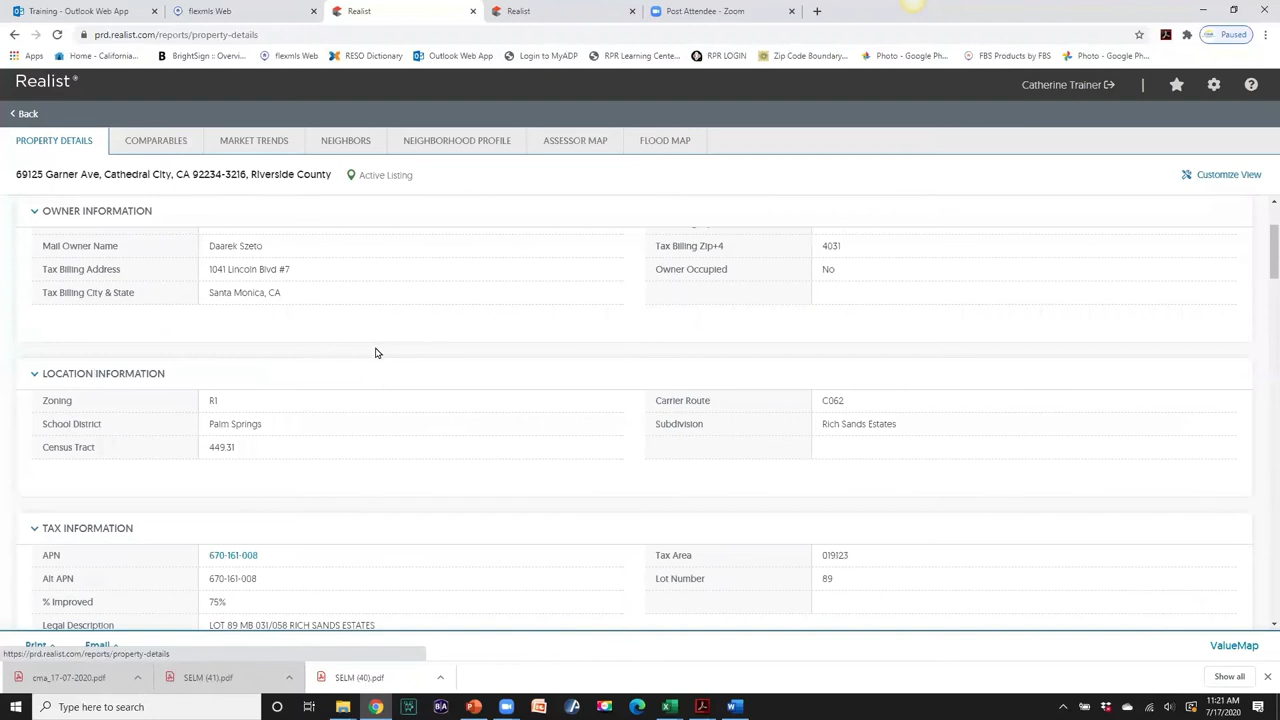 Training - Outlook Web App
flexmls Web
Realist
Realist
Post Attendee - Zoom
prd.realist.com/reports/property-details
Paused
Apps
Home - California...
BrightSign :: Overvi...
flexmls Web
RESO Dictionary
Outlook Web App
Login to MyADP
RPR Learning Cente...
RPR LOGIN
Zip Code Boundary...
Photo - Google Ph...
FBS Products by FBS
Photo - Google Ph...
Realist®
Catherine Trainer
Back
PROPERTY DETAILS
COMPARABLES
MARKET TRENDS
NEIGHBORS
NEIGHBORHOOD PROFILE
ASSESSOR MAP
FLOOD MAP
69125 Garner Ave, Cathedral City, CA 92234-3216, Riverside County
Active Listing
Customize View
OWNER INFORMATION
Mail Owner Name Daarek Szeto Tax Billing Zip+4 4031
Tax Billing Address 1041 Lincoln Blvd #7 Owner Occupied No
Tax Billing City & State Santa Monica, CA
LOCATION INFORMATION
Zoning R1 Carrier Route C062
School District Palm Springs Subdivision Rich Sands Estates
Census Tract 449.31
TAX INFORMATION
APN 670-161-008 Tax Area 019123
Alt APN 670-161-008 Lot Number 89
% Improved 75%
Legal Description LOT 89 MB 031/058 RICH SANDS ESTATES
Print Email ValueMap
https://prd.realist.com/reports/property-details
cma_17-07-2020.pdf
SELM (41).pdf
SELM (40).pdf
Show all
Type here to search
11:21 AM
7/17/2020